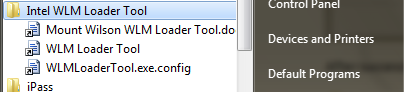 Intel WLM Loader Tool
Mount Wilson WLM Loader Tool.do
WLM Loader Tool
WLMLoaderTool.exe.config
iPass
Control Panel
Devices and Printers
Default Programs